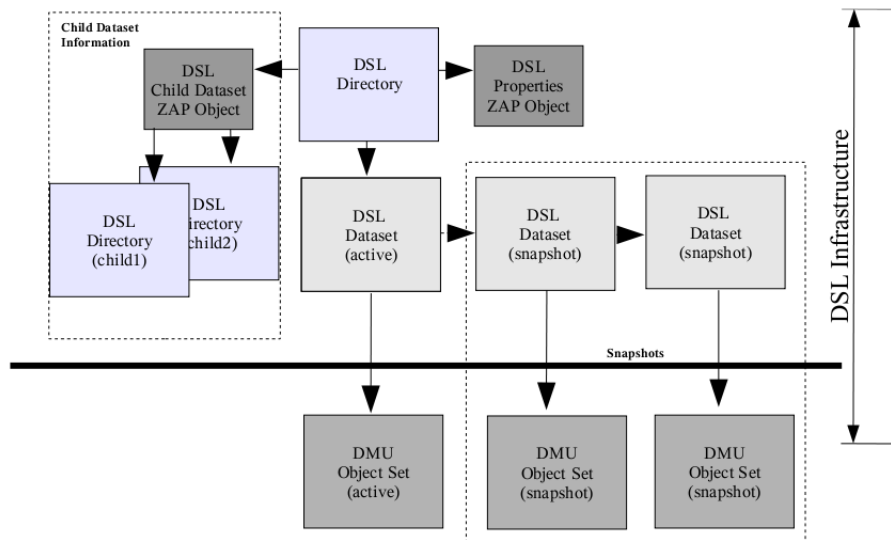 Child Dataset
Information
DSL
Child Dataset
ZAP Object
DSL
Directory
DSL
Properties
ZAP Object
DSL
Directory
(child1)
DSL
irectory
child2)
DSL
Dataset
(active)
DSL
Dataset
(snapshot)
DSL
Dataset
(snapshot)
DSL Infrastructure
Snapshots
DMU
Object Set
(active)
DMU
Object Set
(snapshot)
DMU
Object Set
(snapshot)